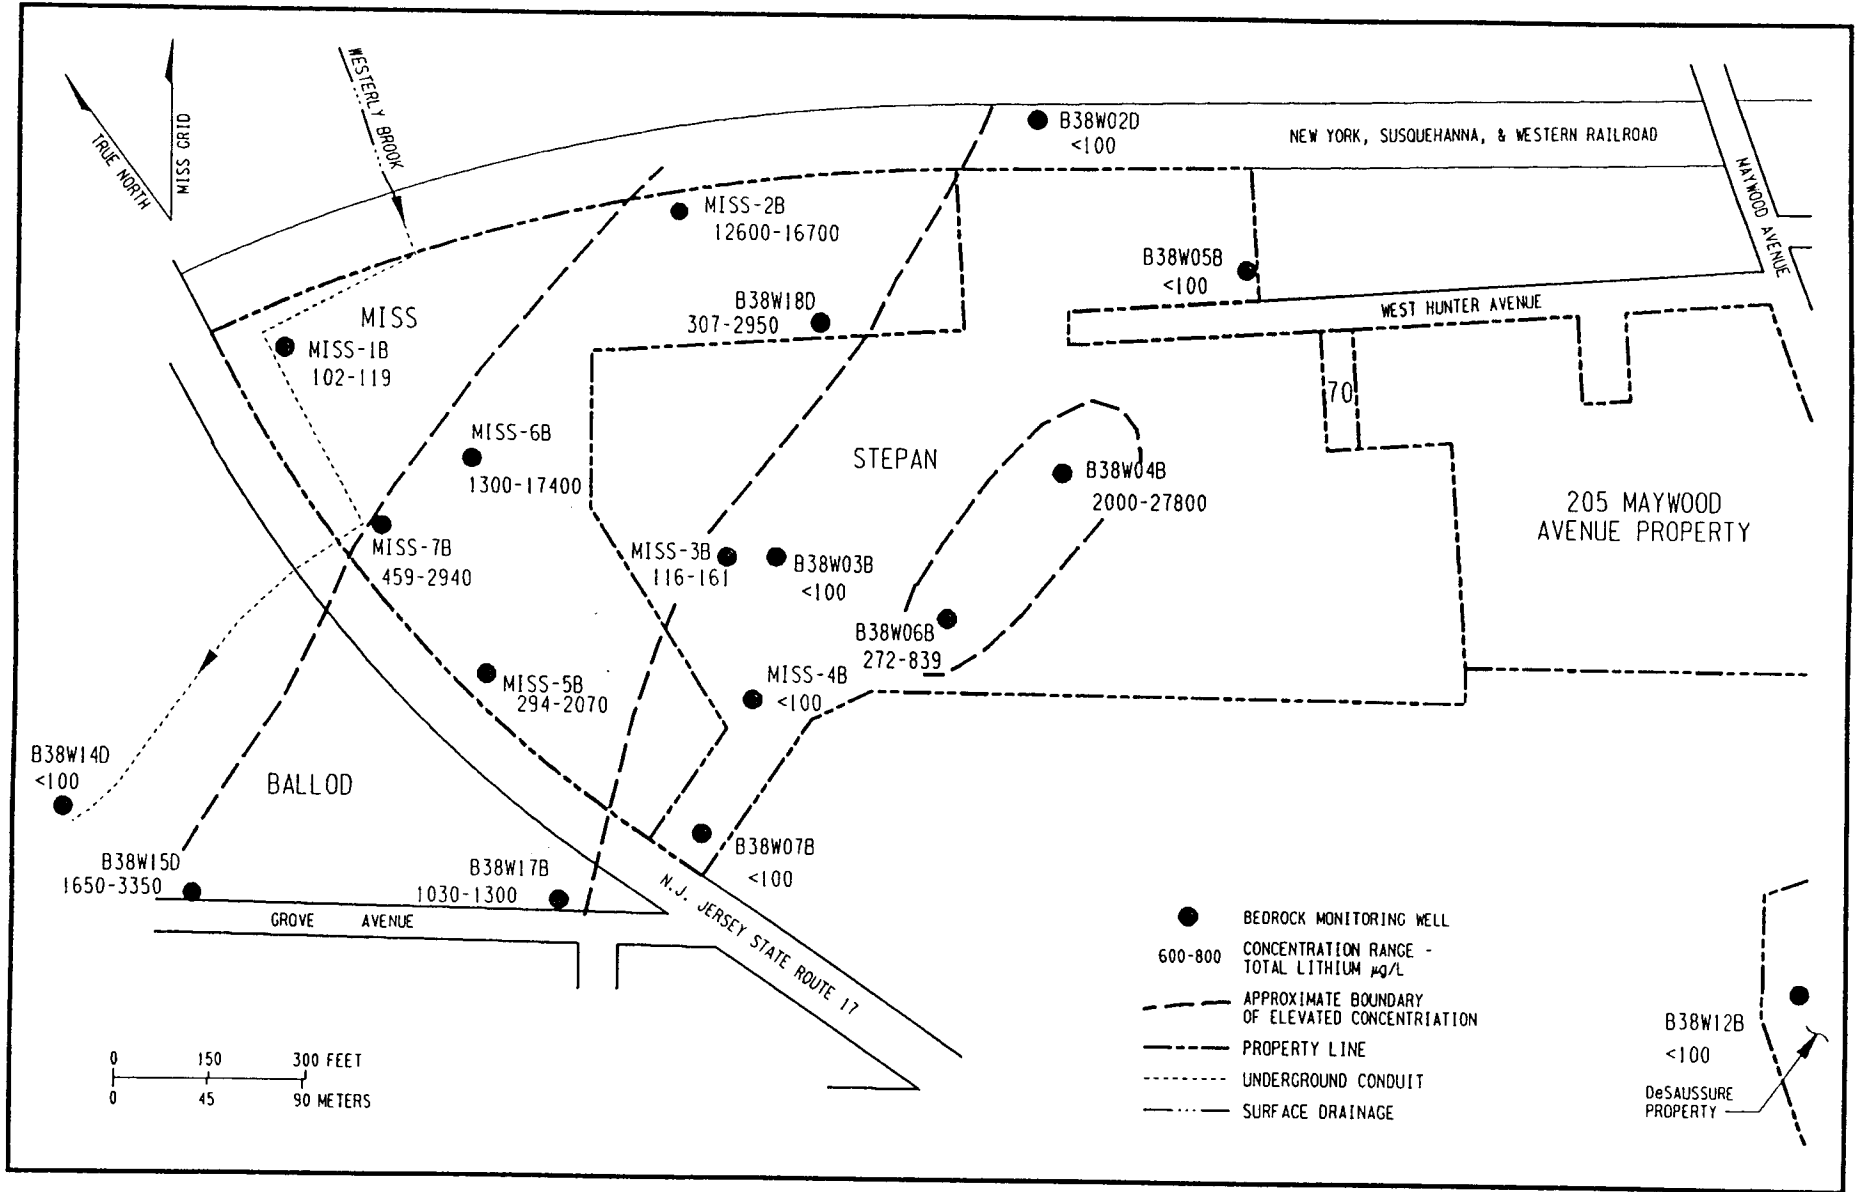 WESTERLY BROOK
MISS GRID
TRUE NORTH
B38W02D
<100
NEW YORK, SUSQUEHANNA, & WESTERN RAILROAD
MAYWOOD AVENUE
MISS-2B
12600-16700
B38W05B
<100
B38W18D
307-2950
WEST HUNTER AVENUE
MISS
MISS-1B
102-119
70
MISS-6B
1300-17400
STEPAN
B38W04B
2000-27800
205 MAYWOOD
AVENUE PROPERTY
MISS-7B
459-2940
MISS-3B
116-161
B38W03B
<100
B38W06B
272-839
MISS-5B
294-2070
MISS-4B
<100
B38W14D
<100
BALLOD
B38W15D
1650-3350
B38W17B
1030-1300
B38W07B
<100
GROVE AVENUE
N.J. JERSEY STATE ROUTE 17
BEDROCK MONITORING WELL
600-800 CONCENTRATION RANGE -
TOTAL LITHIUM µg/L
APPROXIMATE BOUNDARY
OF ELEVATED CONCENTRIATION
PROPERTY LINE
UNDERGROUND CONDUIT
SURFACE DRAINAGE
B38W12B
<100
DeSAUSSURE
PROPERTY
0 150 300 FEET
0 45 90 METERS